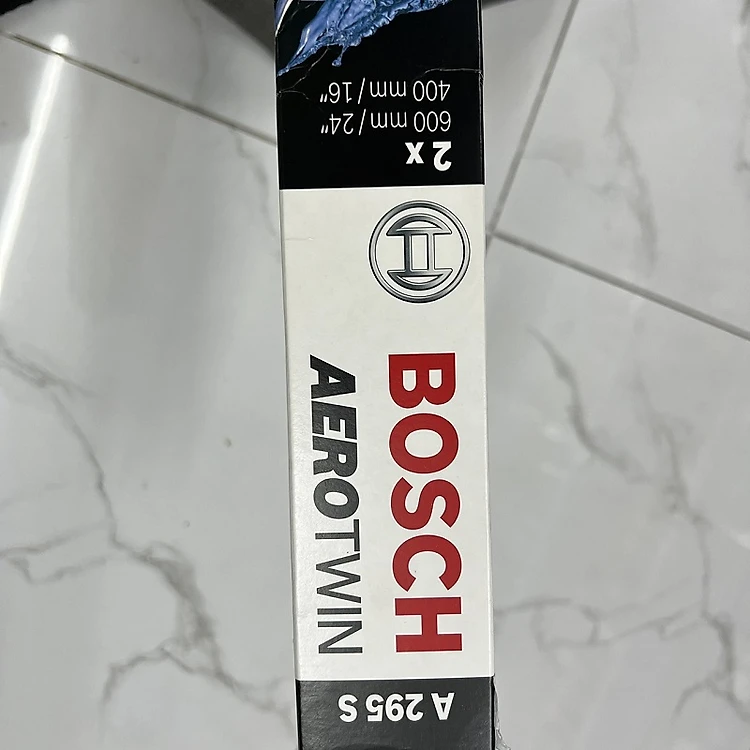 2 x
600 mm/24"
400 mm/16"
BOSCH
AEROTWIN
A 295 S